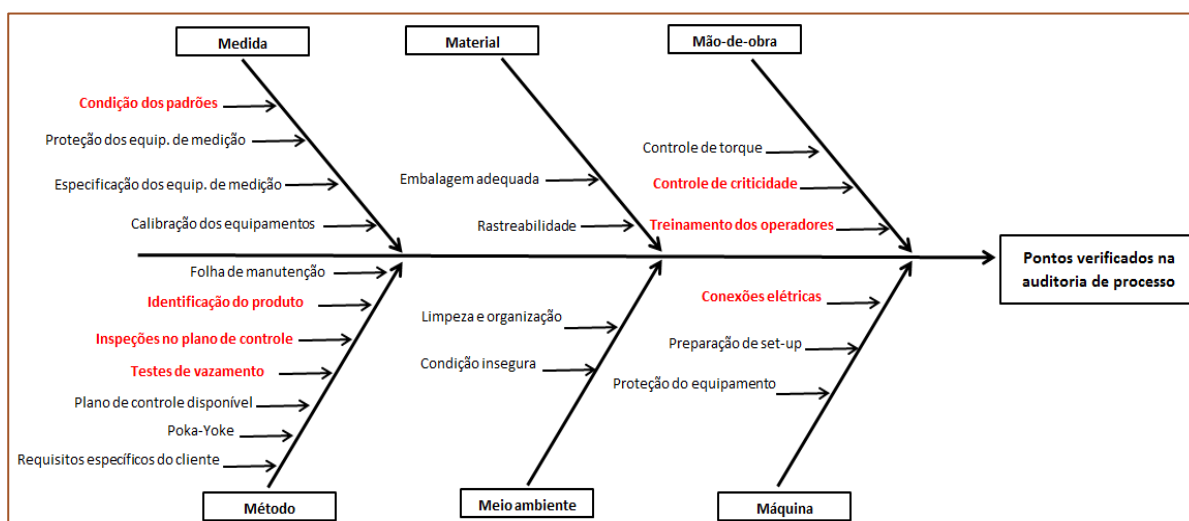 Medida
Material
Mão-de-obra
Condição dos padrões
Proteção dos equip. de medição
Especificação dos equip. de medição
Calibração dos equipamentos
Embalagem adequada
Rastreabilidade
Controle de torque
Controle de criticidade
Treinamento dos operadores
Pontos verificados na
auditoria de processo
Folha de manutenção
Identificação do produto
Inspeções no plano de controle
Testes de vazamento
Plano de controle disponível
Poka-Yoke
Requisitos específicos do cliente
Limpeza e organização
Condição insegura
Conexões elétricas
Preparação de set-up
Proteção do equipamento
Método
Meio ambiente
Máquina